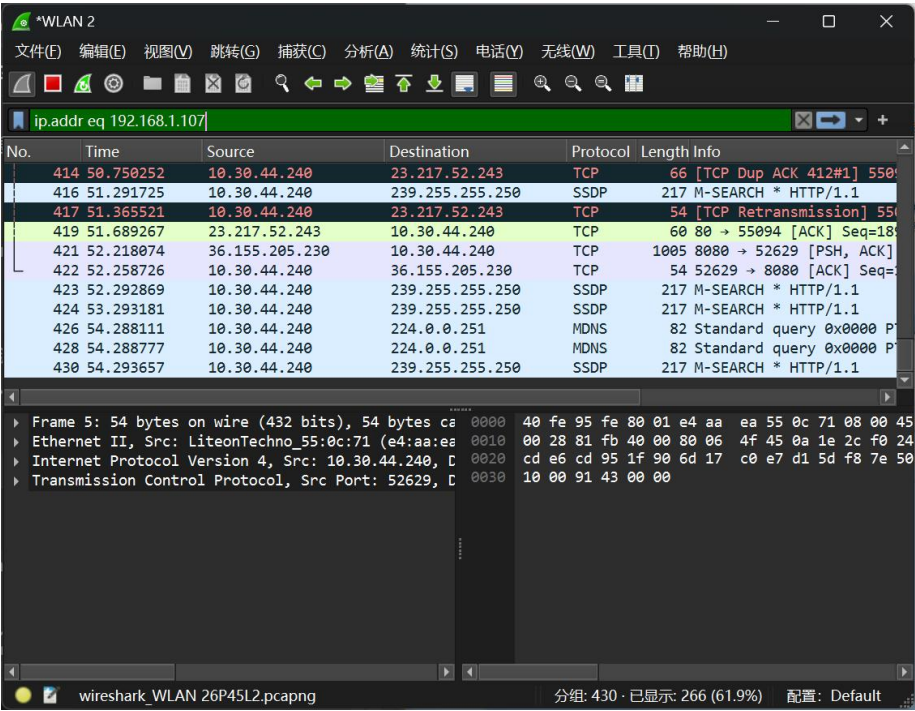 *WLAN 2
文件(F) 编辑(E) 视图(V) 跳转(G) 捕获(C) 分析(A) 统计(S) 电话(Y) 无线(W) 工具(T) 帮助(H)
ip.addr eq 192.168.1.107
No. Time Source Destination Protocol Length Info
414 50.750252 10.30.44.240 23.217.52.243 TCP 66 [TCP Dup ACK 412#1] 550
416 51.291725 10.30.44.240 239.255.255.250 SSDP 217 M-SEARCH * HTTP/1.1
417 51.365521 10.30.44.240 23.217.52.243 TCP 54 [TCP Retransmission] 55
419 51.689267 23.217.52.243 10.30.44.240 TCP 60 80 → 55094 [ACK] Seq=18
421 52.218074 36.155.205.230 10.30.44.240 TCP 1005 8080 → 52629 [PSH, ACK]
422 52.258726 10.30.44.240 36.155.205.230 TCP 54 52629 → 8080 [ACK] Seq=
423 52.292869 10.30.44.240 239.255.255.250 SSDP 217 M-SEARCH * HTTP/1.1
424 53.293181 10.30.44.240 239.255.255.250 SSDP 217 M-SEARCH * HTTP/1.1
426 54.288111 10.30.44.240 224.0.0.251 MDNS 82 Standard query 0x0000 P
428 54.288777 10.30.44.240 224.0.0.251 MDNS 82 Standard query 0x0000 P
430 54.293657 10.30.44.240 239.255.255.250 SSDP 217 M-SEARCH * HTTP/1.1
Frame 5: 54 bytes on wire (432 bits), 54 bytes ca
Ethernet II, Src: LiteonTechno_55:0c:71 (e4:aa:ea
Internet Protocol Version 4, Src: 10.30.44.240, D
Transmission Control Protocol, Src Port: 52629, D
0000 40 fe 95 fe 80 01 e4 aa ea 55 0c 71 08 00 45
0010 00 28 81 fb 40 00 80 06 4f 45 0a 1e 2c f0 24
0020 cd e6 cd 95 1f 90 6d 17 c0 e7 d1 5d f8 7e 50
0030 10 00 91 43 00 00
wireshark_WLAN 26P45L2.pcapng 分组: 430 · 已显示: 266 (61.9%) 配置: Default